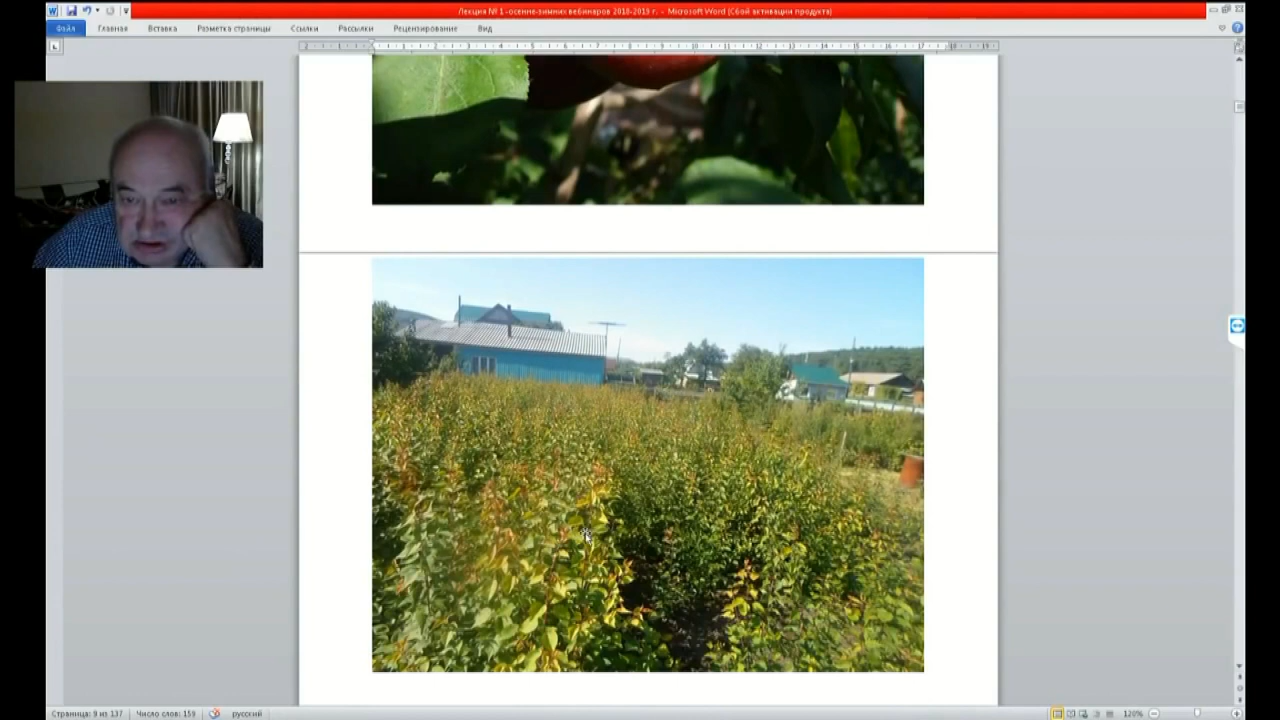 Лекция № 1 -осенне-зимних вебинаров 2018-2019 г. - Microsoft Word (Сбой активации продукта)
Файл Главная Вставка Разметка страницы Ссылки Рассылки Рецензирование Вид
Страница: 9 из 137 Число слов: 159 русский 120%